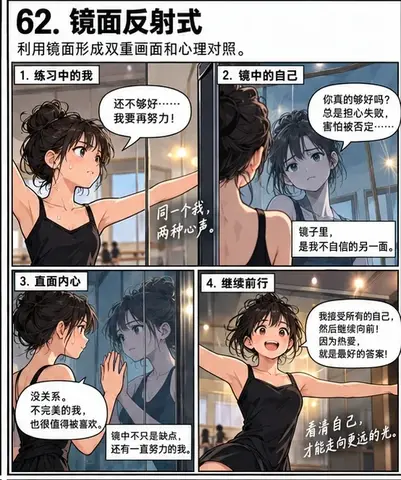 62. 镜面反射式
利用镜面形成双重画面和心理对照。
1. 练习中的我
还不够好……
我要再努力！
同一个我，
两种心声。
2. 镜中的自己
你真的够好吗？
总是担心失败，
害怕被否定……
镜子里，
是我不自信的另一面。
3. 直面内心
没关系。
不完美的我，
也很值得被喜欢。
镜中不只是缺点，
还有一直努力的我。
4. 继续前行
我接受所有的自己，
然后继续向前！
因为热爱，
就是最好的答案！
看清自己，
才能走向更远的光。